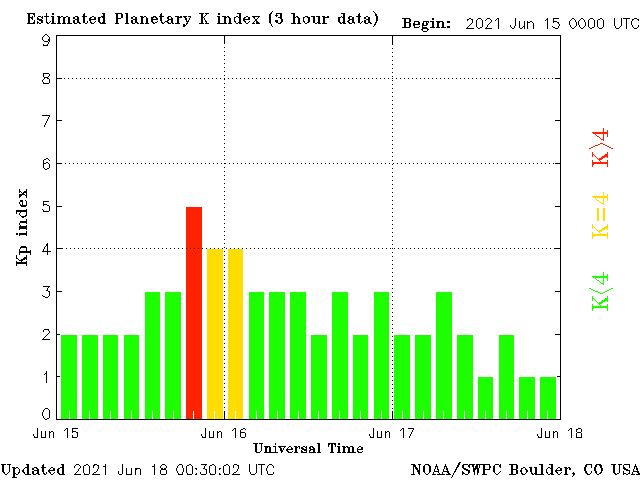 Estimated Planetary K index (3 hour data) Begin: 2021 Jun 15 0000 UTC
9
8
7
6
5
4
3
2
1
0
Kp index
K>4
K=4
K<4
Jun 15 Jun 16 Jun 17 Jun 18
Universal Time
Updated 2021 Jun 18 00:30:02 UTC NOAA/SWPC Boulder, CO USA